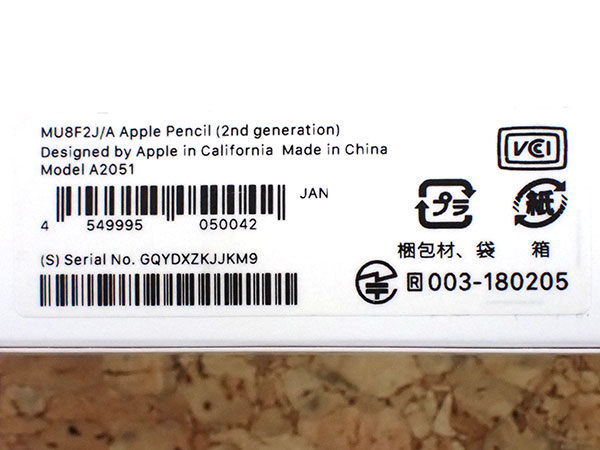 MU8F2J/A Apple Pencil (2nd generation)
Designed by Apple in California Made in China
Model A2051
JAN
4 549995 050042
(S) Serial No. GQYDXZKJJKM9
VCI
プラ 紙
梱包材、袋 箱
R 003-180205